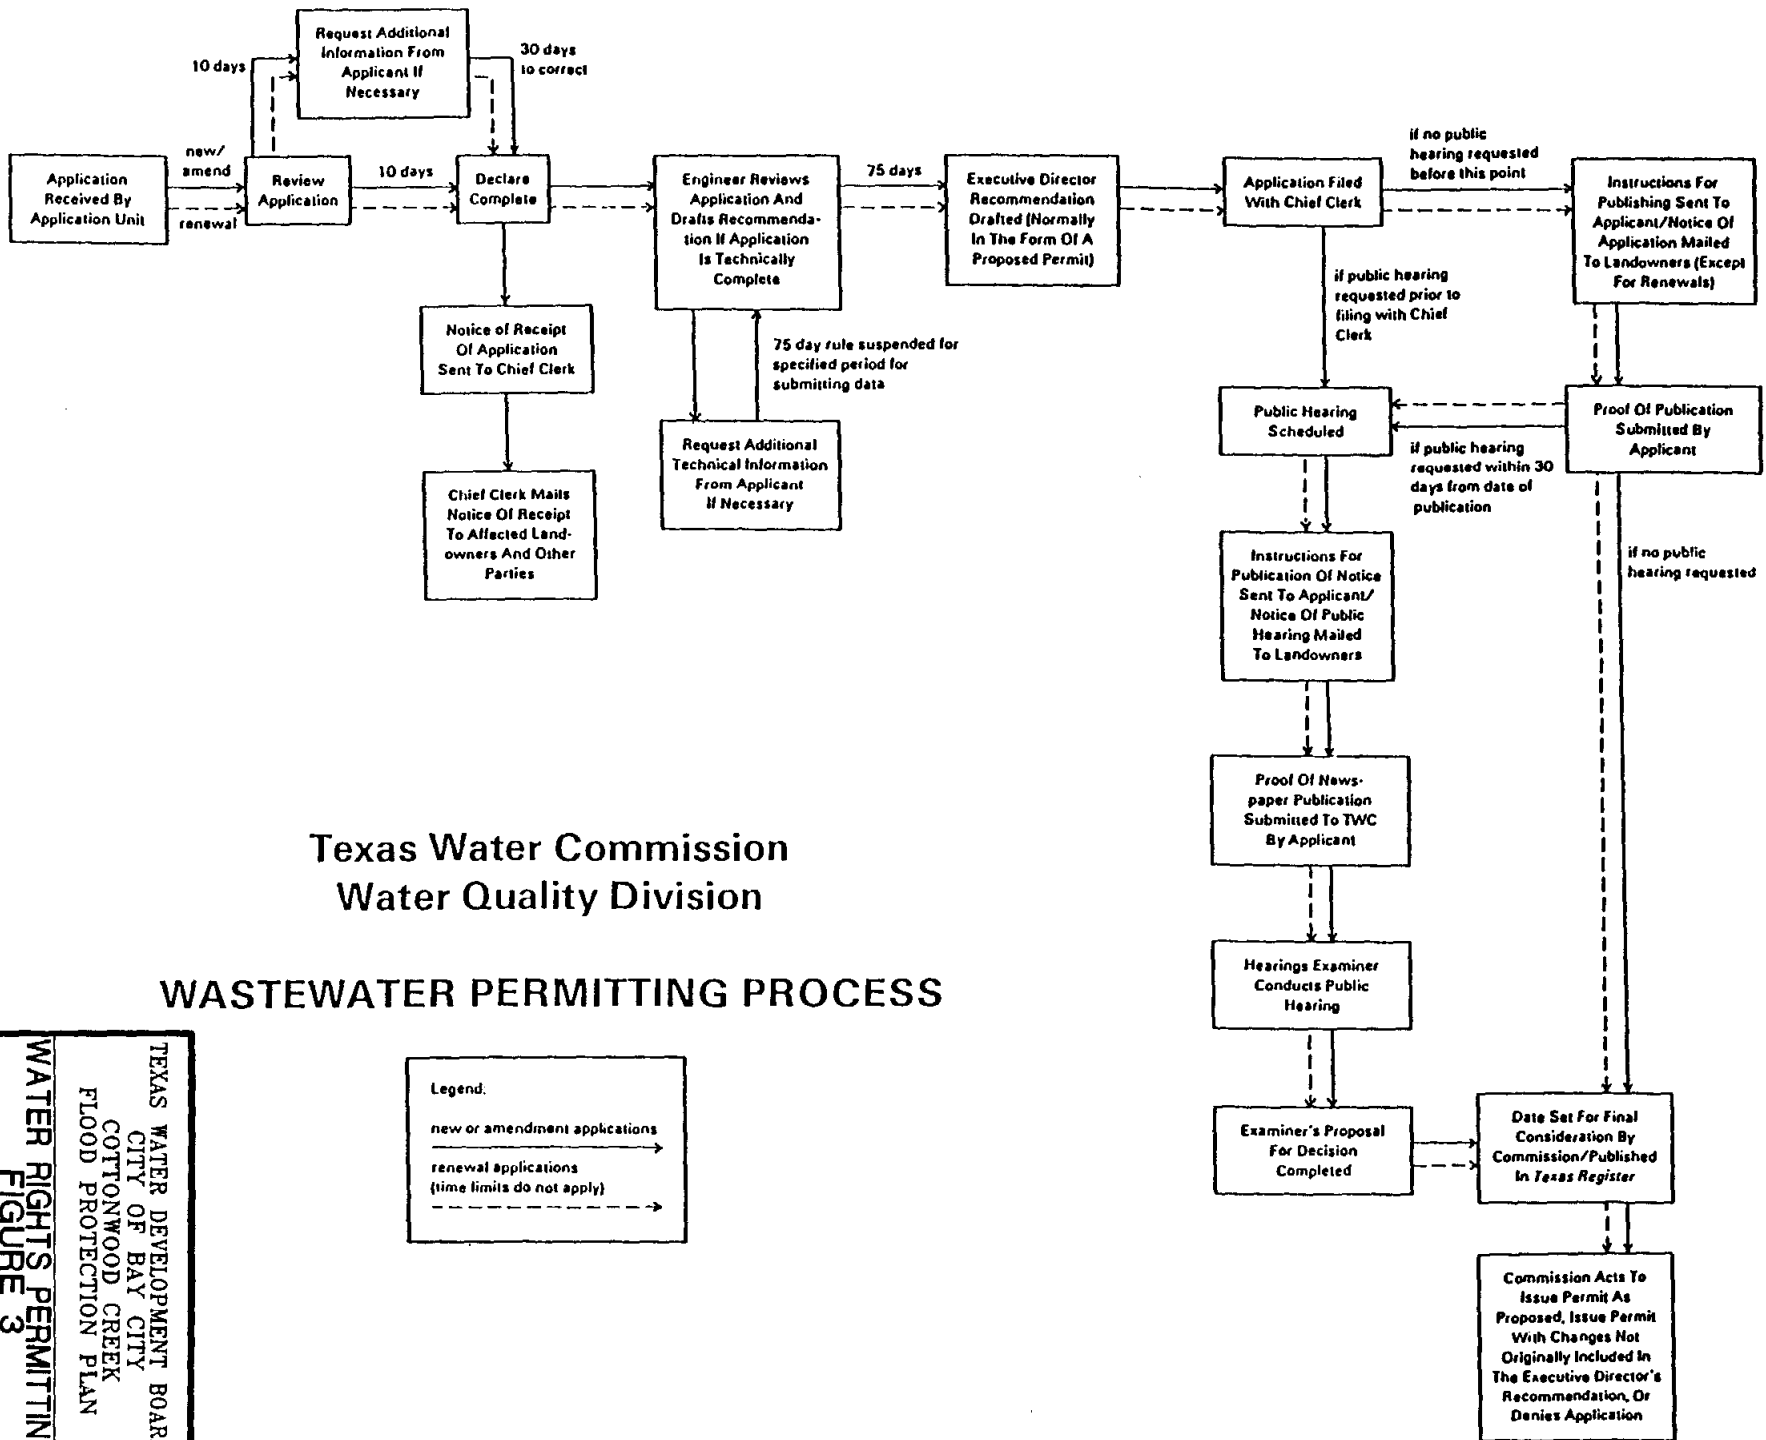 Request Additional
Information From
Applicant If
Necessary
10 days
30 days
to correct
Application
Received By
Application Unit
new/
amend
renewal
Review
Application
10 days
Declare
Complete
Notice of Receipt
Of Application
Sent To Chief Clerk
Chief Clerk Mails
Notice Of Receipt
To Affected Land-
owners And Other
Parties
Engineer Reviews
Application And
Drafts Recommenda-
tion If Application
Is Technically
Complete
75 day rule suspended for
specified period for
submitting data
Request Additional
Technical Information
From Applicant
If Necessary
75 days
Executive Director
Recommendation
Drafted (Normally
In The Form Of A
Proposed Permit)
Application Filed
With Chief Clerk
if no public
hearing requested
before this point
Instructions For
Publishing Sent To
Applicant/Notice Of
Application Mailed
To Landowners (Except
For Renewals)
if public hearing
requested prior to
filing with Chief
Clerk
Public Hearing
Scheduled
Proof Of Publication
Submitted By
Applicant
if public hearing
requested within 30
days from date of
publication
if no public
hearing requested
Instructions For
Publication Of Notice
Sent To Applicant/
Notice Of Public
Hearing Mailed
To Landowners
Proof Of News-
paper Publication
Submitted To TWC
By Applicant
Hearings Examiner
Conducts Public
Hearing
Examiner's Proposal
For Decision
Completed
Date Set For Final
Consideration By
Commission/Published
In Texas Register
Commission Acts To
Issue Permit As
Proposed, Issue Permit
With Changes Not
Originally Included In
The Executive Director's
Recommendation, Or
Denies Application
Texas Water Commission
Water Quality Division
WASTEWATER PERMITTING PROCESS
Legend:
new or amendment applications
renewal applications
(time limits do not apply)
TEXAS WATER DEVELOPMENT BOAR
CITY OF BAY CITY
COTTONWOOD CREEK
FLOOD PROTECTION PLAN
WATER RIGHTS PERMITTIN
FIGURE 3